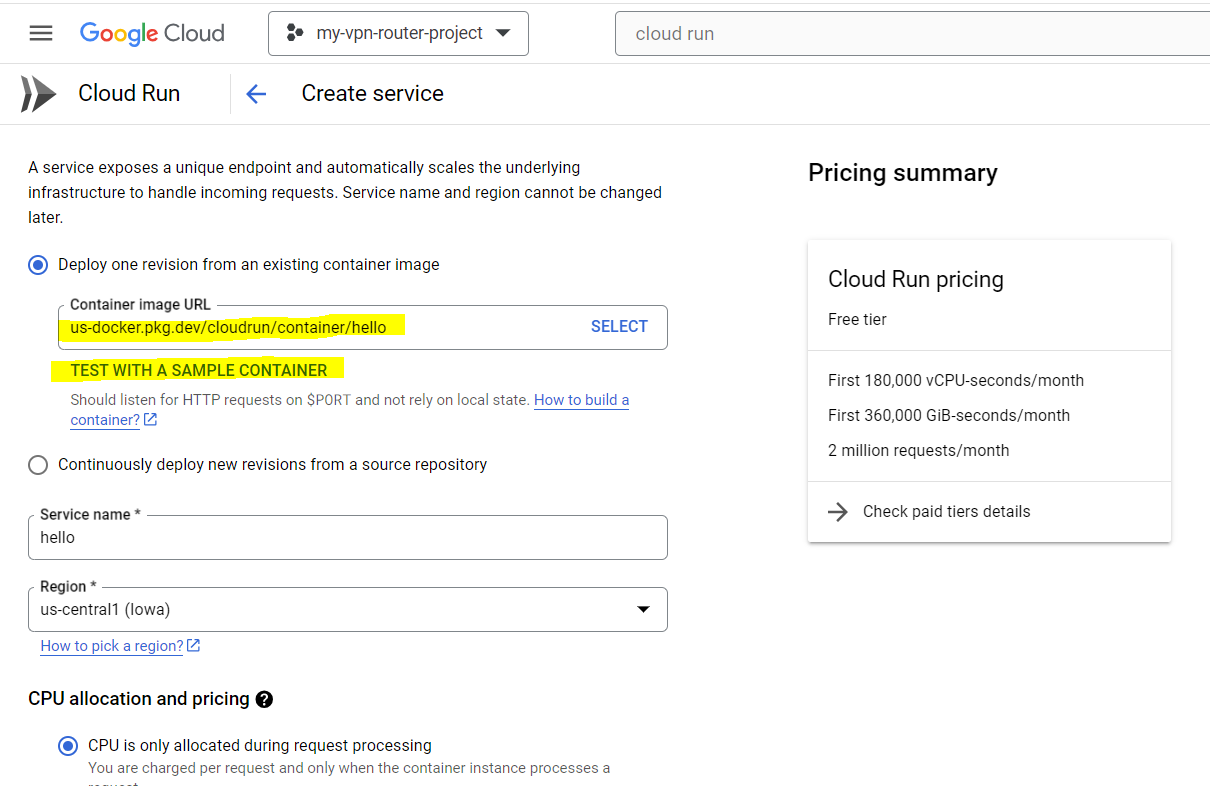 Google Cloud
my-vpn-router-project
cloud run
Cloud Run
Create service
A service exposes a unique endpoint and automatically scales the underlying
infrastructure to handle incoming requests. Service name and region cannot be changed
later.
Deploy one revision from an existing container image
Container image URL
us-docker.pkg.dev/cloudrun/container/hello
SELECT
TEST WITH A SAMPLE CONTAINER
Should listen for HTTP requests on $PORT and not rely on local state. How to build a
container?
Continuously deploy new revisions from a source repository
Service name *
hello
Region *
us-central1 (Iowa)
How to pick a region?
CPU allocation and pricing ?
CPU is only allocated during request processing
You are charged per request and only when the container instance processes a
Pricing summary
Cloud Run pricing
Free tier
First 180,000 vCPU-seconds/month
First 360,000 GiB-seconds/month
2 million requests/month
Check paid tiers details